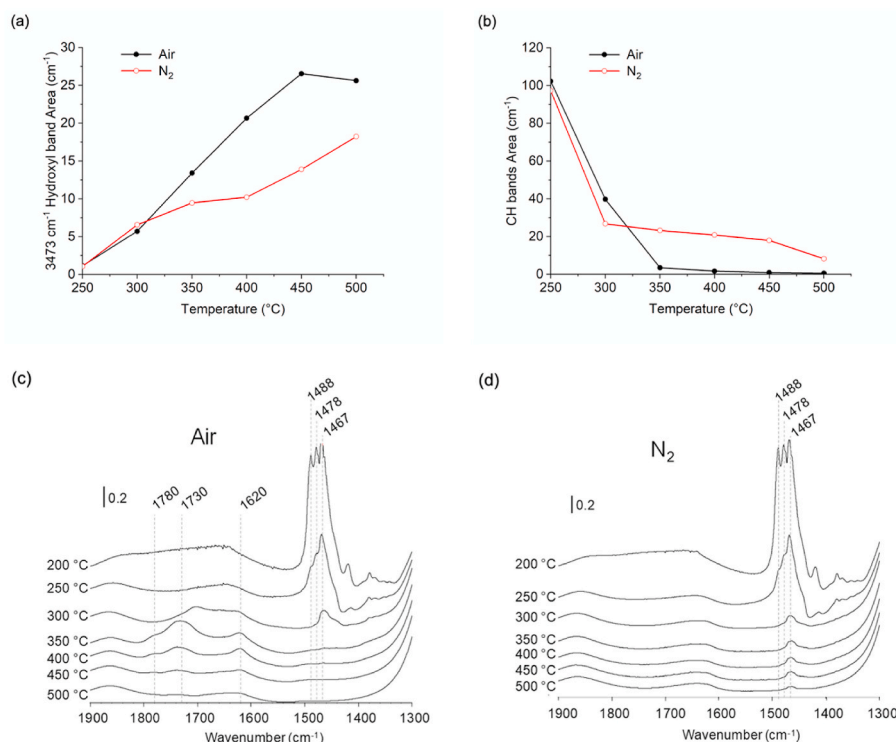 (a)
Air
N2
3473 cm-1 Hydroxyl band Area (cm-1)
30
25
20
15
10
5
0
250 300 350 400 450 500
Temperature (°C)
(b)
Air
N2
CH bands Area (cm-1)
120
100
80
60
40
20
0
250 300 350 400 450 500
Temperature (°C)
(c)
Air
0.2
1780
1730
1620
1488
1478
1467
200 °C
250 °C
300 °C
350 °C
400 °C
450 °C
500 °C
1900 1800 1700 1600 1500 1400 1300
Wavenumber (cm-1)
(d)
N2
0.2
1488
1478
1467
200 °C
250 °C
300 °C
350 °C
400 °C
450 °C
500 °C
1900 1800 1700 1600 1500 1400 1300
Wavenumber (cm-1)